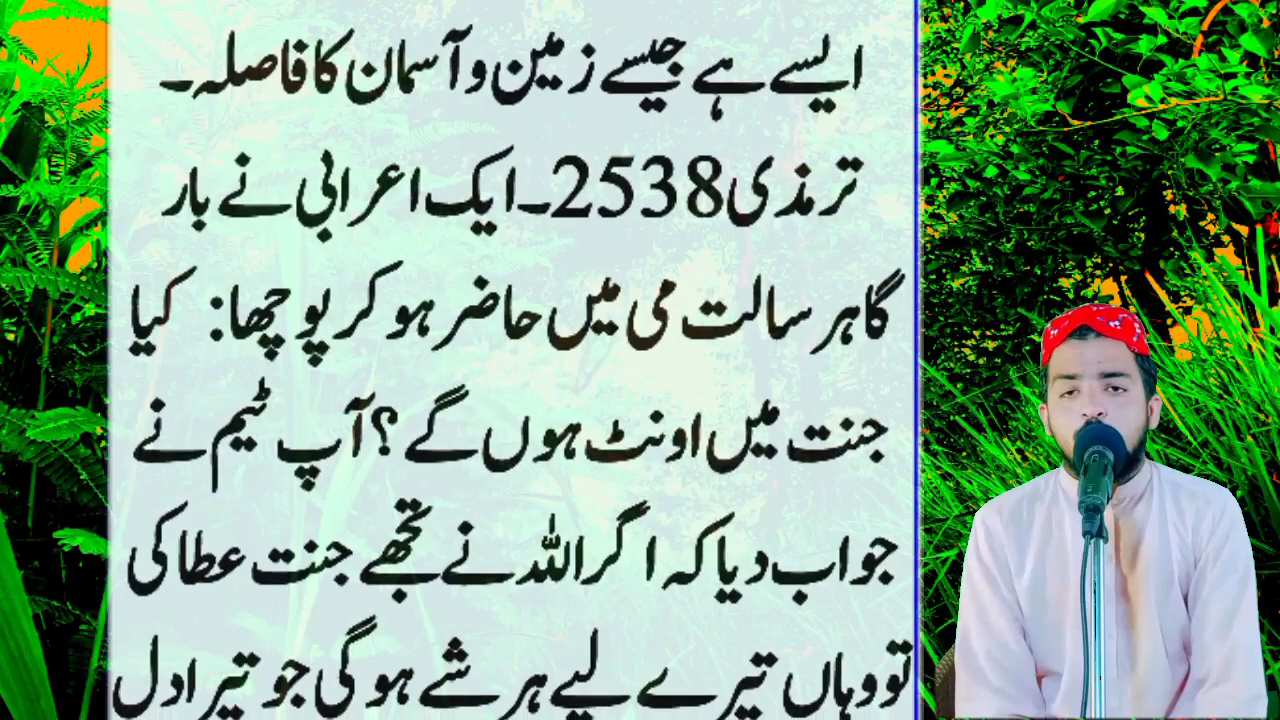 ایسے ہے جیسے زمین و آسمان کا فاصلہ ۔
ترمذی 2538۔ ایک اعرابی نے بار
گاہر سالت می میں حاضر ہو کر پوچھا: کیا
جنت میں اونٹ ہوں گے ؟ آپ ٹیم نے
جواب دیا کہ اگر اللہ نے تجھے جنت عطا کی
تو وہاں تیرے لیے ہر شے ہو گی جو تیرا دل